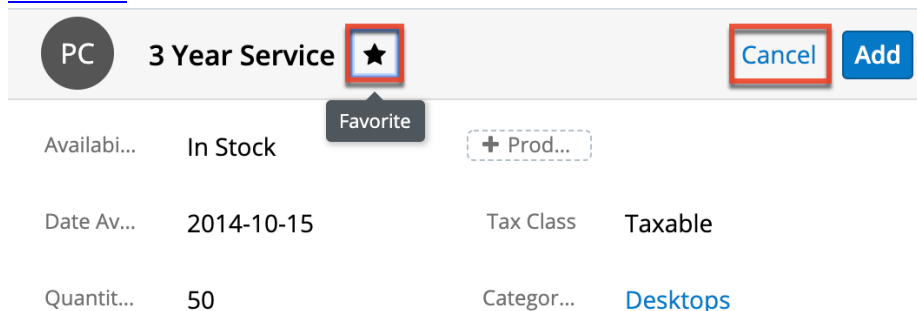 PC 3 Year Service Cancel Add
Favorite
Availabi... In Stock Prod...
Date Av... 2014-10-15 Tax Class Taxable
Quantit... 50 Categor... Desktops